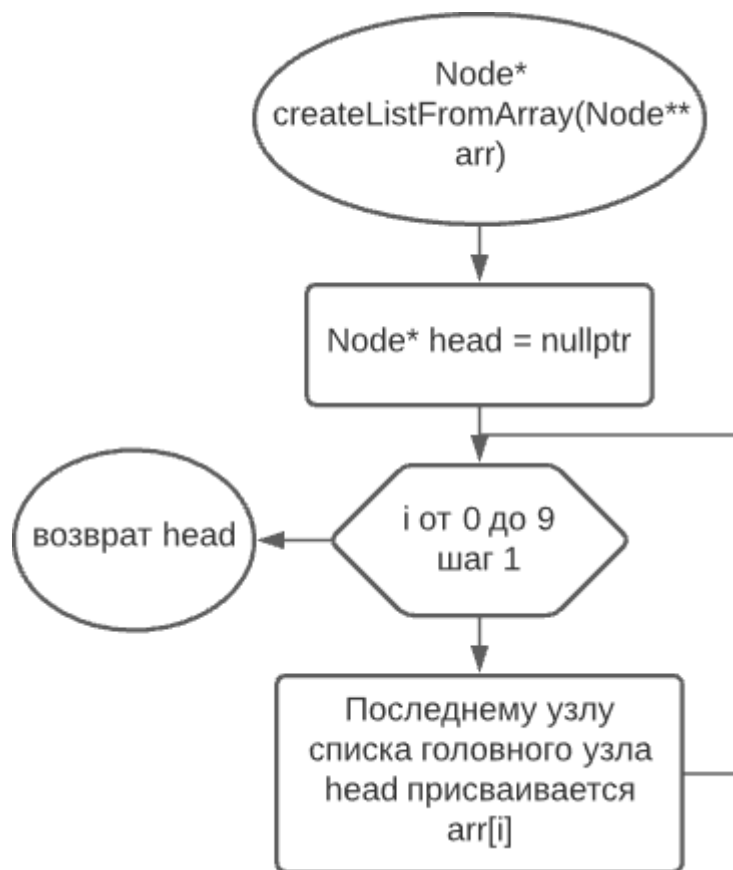 Node*
createListFromArray(Node**
arr)
Node* head = nullptr
i от 0 до 9
шаг 1
возврат head
Последнему узлу
списка головного узла
head присваивается
arr[i]